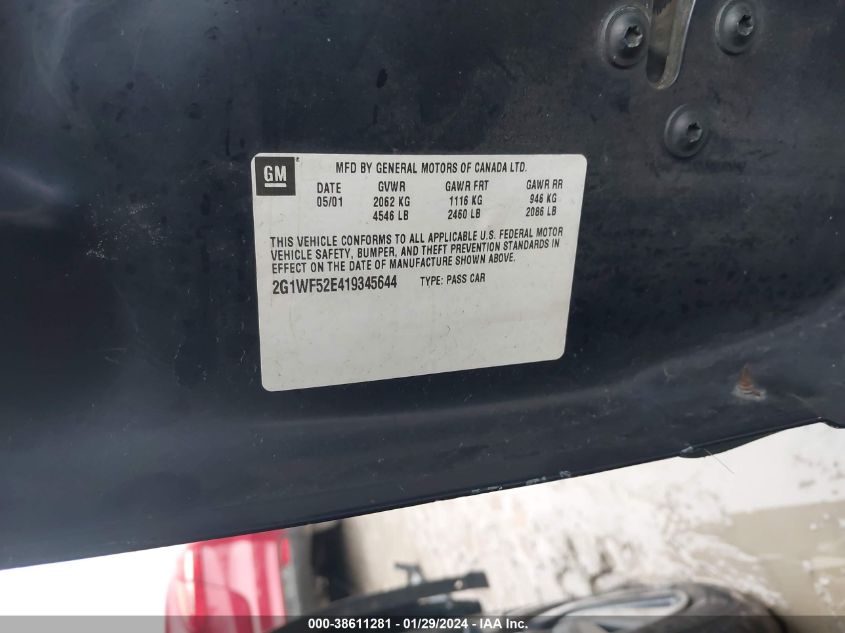 GM
MFD BY GENERAL MOTORS OF CANADA LTD.
DATE GVWR GAWR FRT GAWR RR
05/01 2062 KG 1116 KG 946 KG
4546 LB 2460 LB 2086 LB
THIS VEHICLE CONFORMS TO ALL APPLICABLE U.S. FEDERAL MOTOR
VEHICLE SAFETY, BUMPER, AND THEFT PREVENTION STANDARDS IN
EFFECT ON THE DATE OF MANUFACTURE SHOWN ABOVE.
2G1WF52E419345644 TYPE: PASS CAR
000-38611281 - 01/29/2024 - IAA Inc.